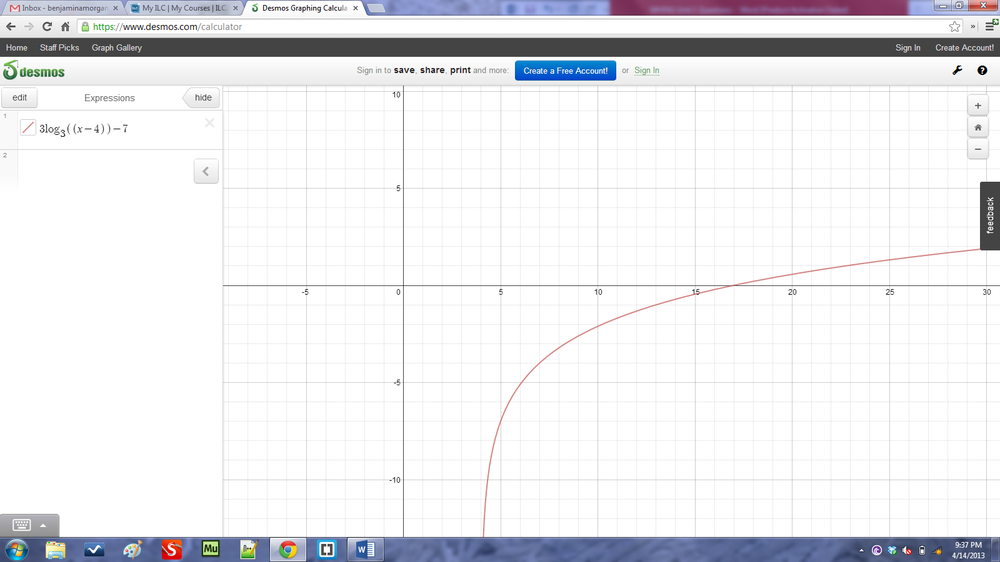 Inbox - benjaminamorgan
My ILC | My Courses | ILC.
Desmos Graphing Calcula
https://www.desmos.com/calculator
Home Staff Picks Graph Gallery Sign In Create Account!
desmos Sign in to save, share, print and more: Create a Free Account! or Sign In
edit Expressions hide
1 3log3((x−4))−7
2
10
5
-5 0 5 10 15 20 25 30
-5
-10
feedback
Mu
9:37 PM
4/14/2013